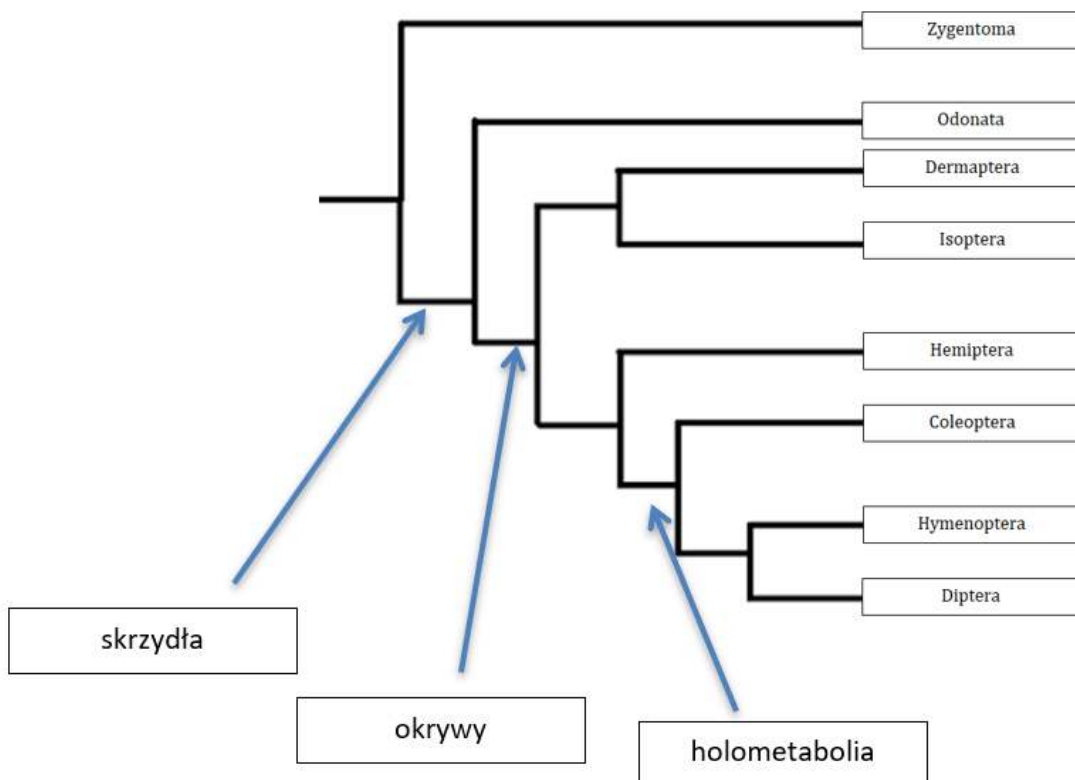 Zygentoma
Odonata
Dermaptera
Isoptera
Hemiptera
Coleoptera
Hymenoptera
Diptera
skrzydła
okrywy
holometabolia